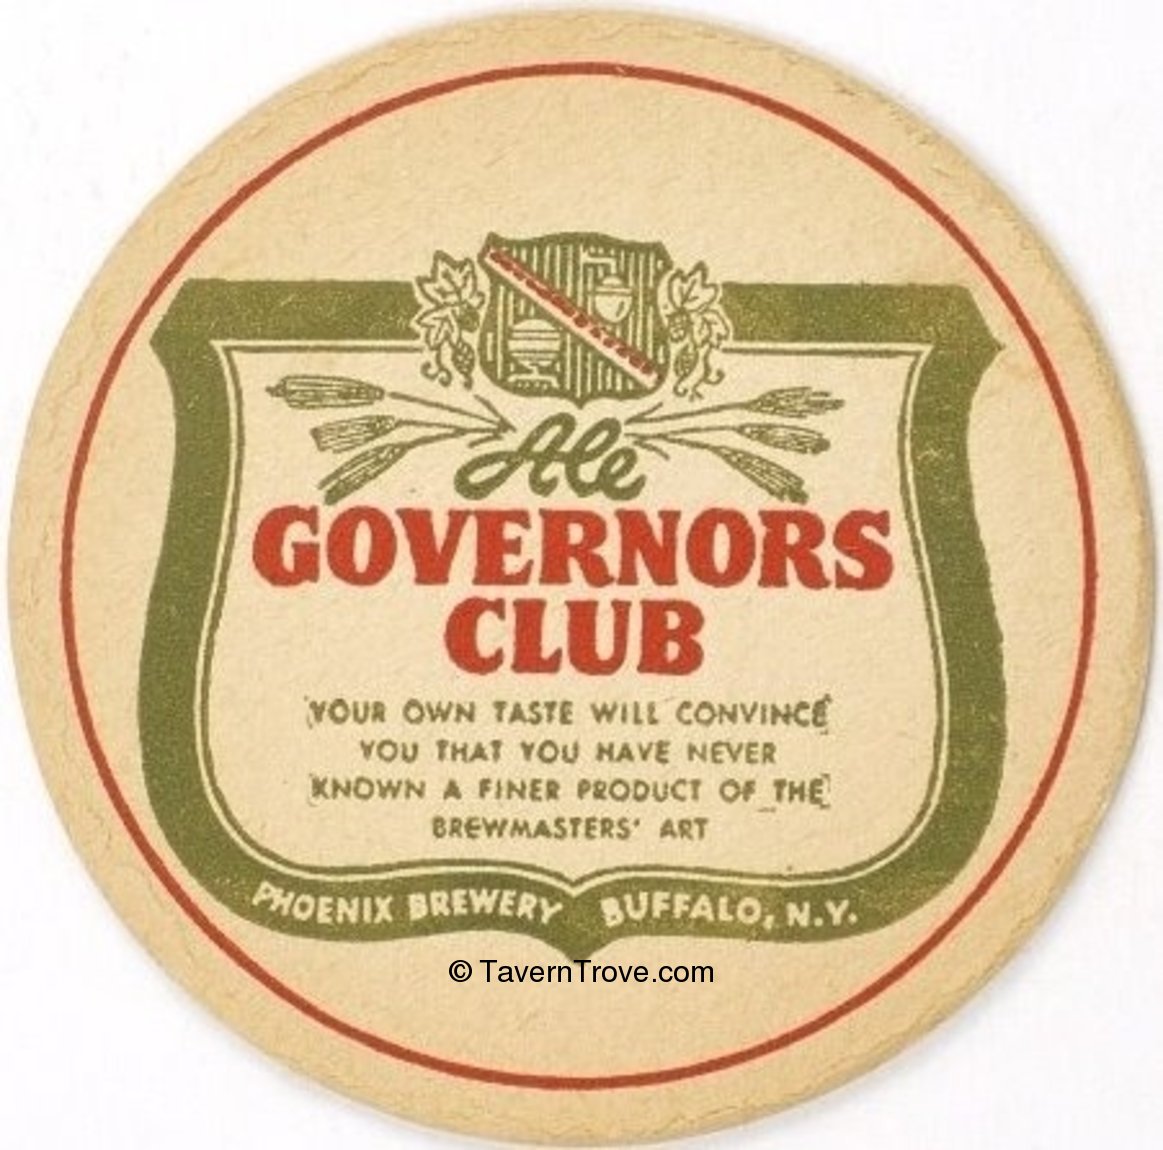 Ale
GOVERNORS
CLUB
YOUR OWN TASTE WILL CONVINCE
YOU THAT YOU HAVE NEVER
KNOWN A FINER PRODUCT OF THE
BREWMASTERS' ART
PHOENIX BREWERY BUFFALO, N.Y.
© TavernTrove.com